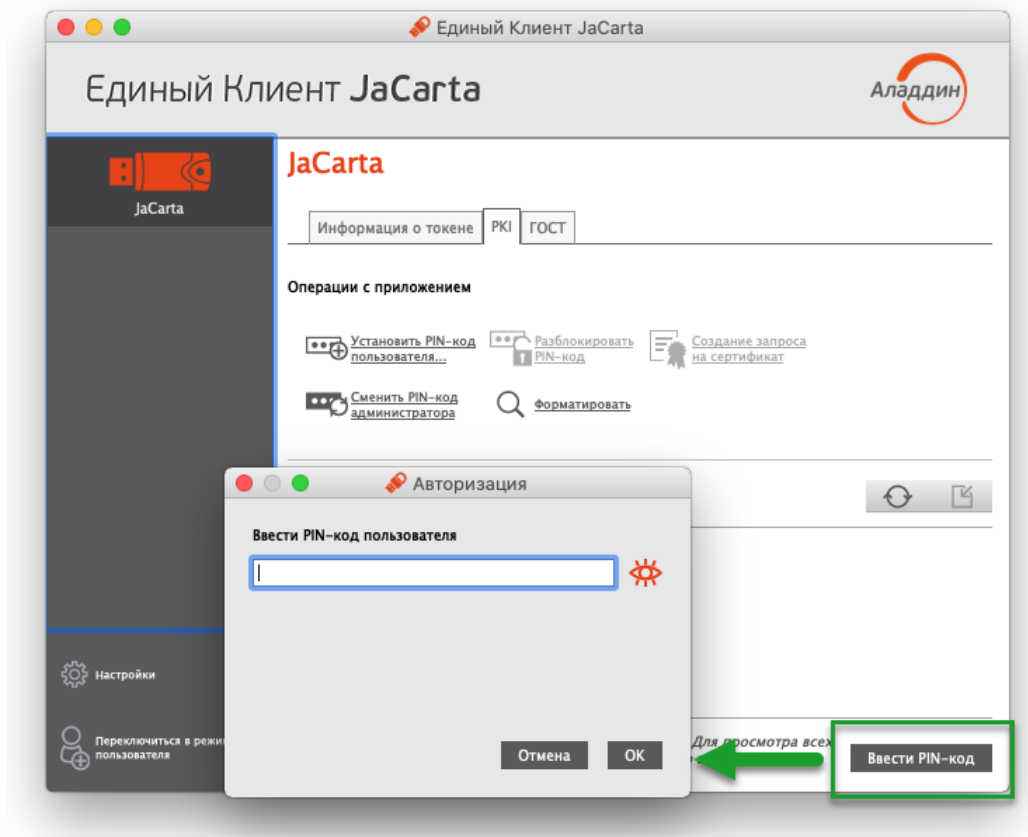 Единый Клиент JaCarta
Единый Клиент JaCarta
Аладдин
JaCarta
JaCarta
Информация о токене
PKI
ГОСТ
Операции с приложением
Установить PIN-код
пользователя...
Разблокировать
PIN-код
Создание запроса
на сертификат
Сменить PIN-код
администратора
Форматировать
Авторизация
Ввести PIN-код пользователя
Отмена
ОК
Настройки
Переключиться в режи
пользователя
Для просмотра всех
Ввести PIN-код